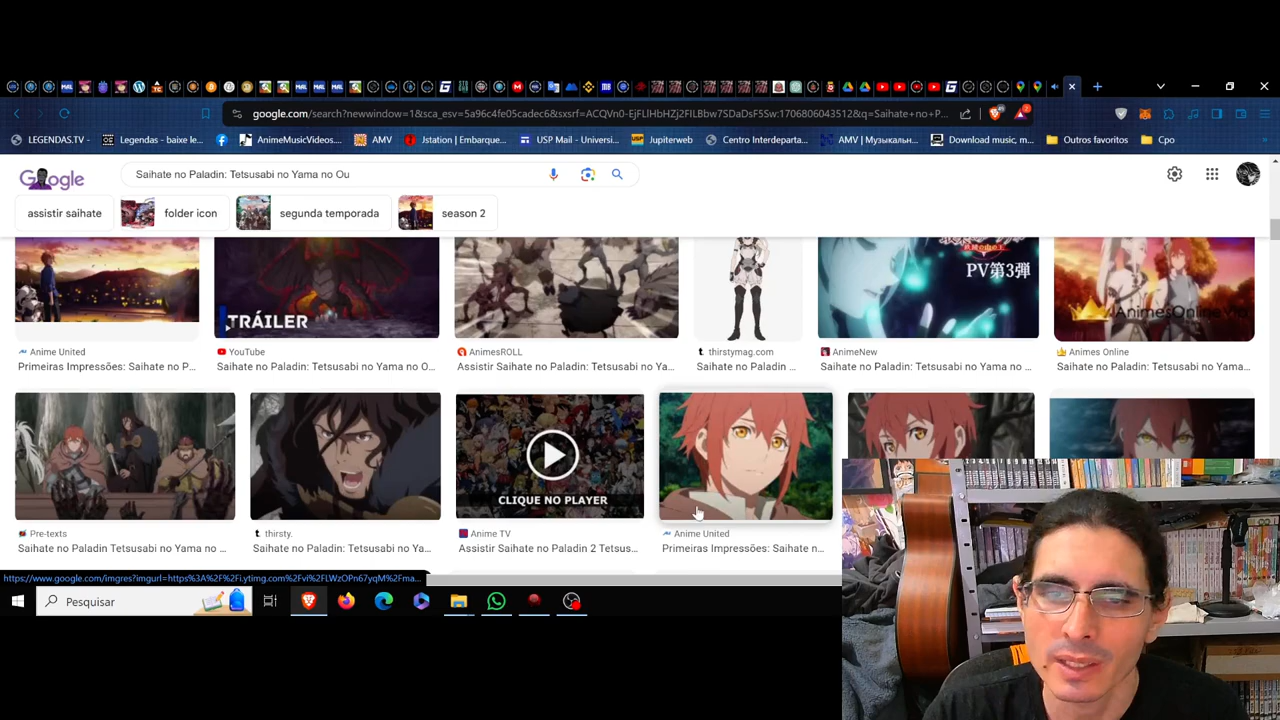 google.com/search?newwindow=1&sca_esv=5a96c4fe05cadec6&sxsrf=ACQVn0-EjFLlHbHZj2FILBbw7SDaDsF5Sw:1706806043512&q=Saihate+no+P...
LEGENDAS.TV -
Legendas - baixe le...
AnimeMusicVideos....
AMV
Jstation | Embarque...
USP Mail - Universi...
Jupiterweb
Centro Interdeparta...
AMV | Музыкальн...
Download music, m...
Outros favoritos
Cpo
Google
Saihate no Paladin: Tetsusabi no Yama no Ou
assistir saihate
folder icon
segunda temporada
season 2
TRÁILER
PV第3弾
AnimesOnline
Anime United
YouTube
AnimesROLL
thirstymag.com
AnimeNew
Animes Online
Primeiras Impressões: Saihate no P...
Saihate no Paladin: Tetsusabi no Yama no O...
Assistir Saihate no Paladin: Tetsusabi no Ya...
Saihate no Paladin ...
Saihate no Paladin: Tetsusabi no Yama no ...
Saihate no Paladin: Tetsusabi no Yama...
CLIQUE NO PLAYER
Pre-texts
thirsty.
Anime TV
Anime United
Saihate no Paladin Tetsusabi no Yama no ...
Saihate no Paladin: Tetsusabi no Ya...
Assistir Saihate no Paladin 2 Tetsus...
Primeiras Impressões: Saihate n...
https://www.google.com/imgres?imgurl=https%3A%2F%2Fi.ytimg.com%2Fvi%2FLWzOPn67yqM%2Fma...
Pesquisar